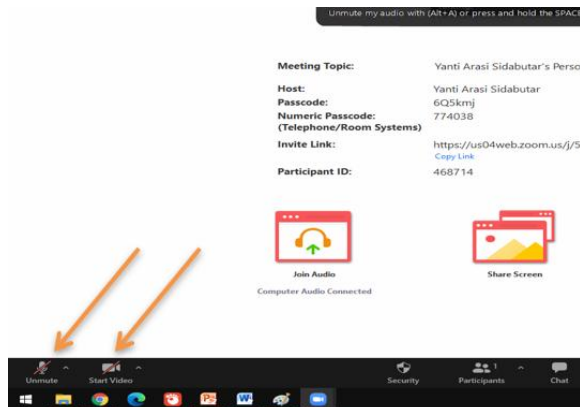 Unmute my audio with (Alt+A) or press and hold the SPACE
Meeting Topic: Yanti Arasi Sidabutar's Perso
Host: Yanti Arasi Sidabutar
Passcode: 6Q5kmj
Numeric Passcode: 774038
(Telephone/Room Systems)
Invite Link: https://us04web.zoom.us/j/5
Copy Link
Participant ID: 468714
Join Audio Share Screen
Computer Audio Connected
1
Unmute Start Video Security Participants Chat